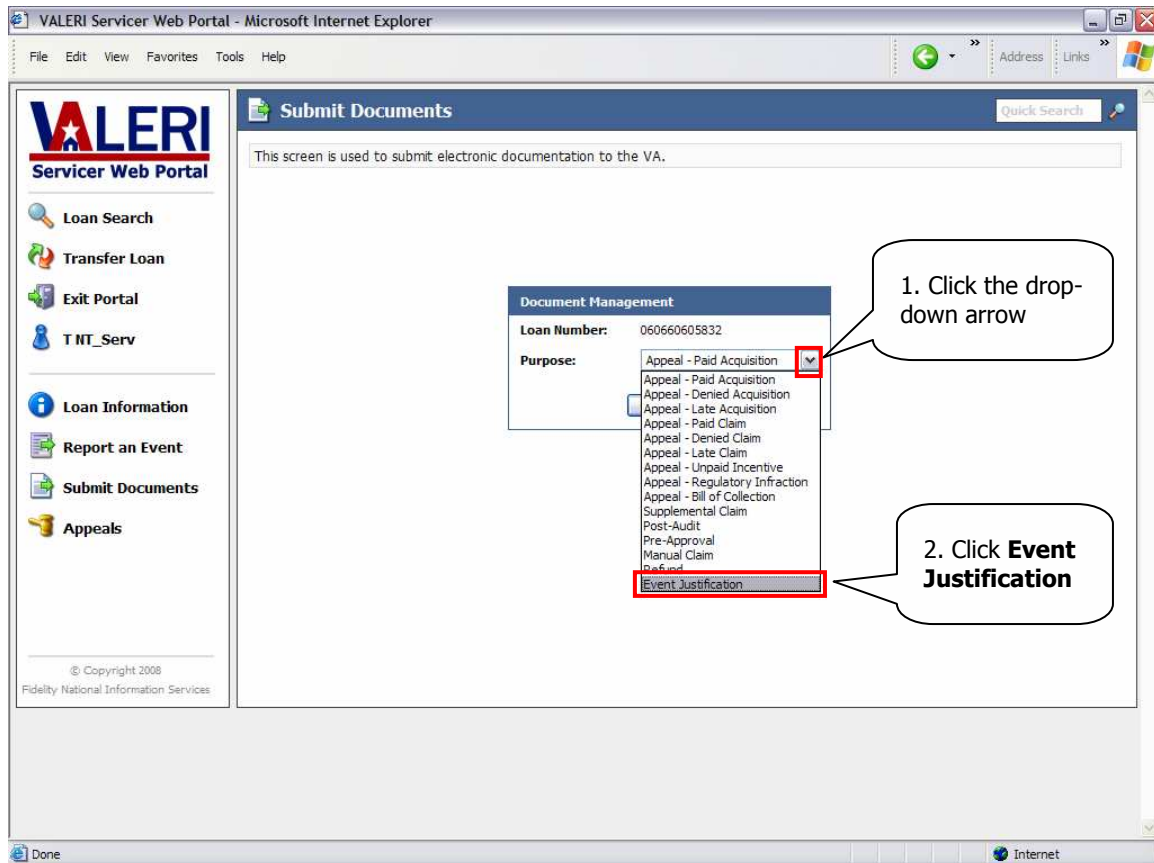 VALERI Servicer Web Portal - Microsoft Internet Explorer
File Edit View Favorites Tools Help
Address Links
VALERI
Servicer Web Portal
Loan Search
Transfer Loan
Exit Portal
T NT_Serv
Loan Information
Report an Event
Submit Documents
Appeals
© Copyright 2008
Fidelity National Information Services
Submit Documents
Quick Search
This screen is used to submit electronic documentation to the VA.
Document Management
Loan Number: 060660605832
Purpose: Appeal - Paid Acquisition
Appeal - Paid Acquisition
Appeal - Denied Acquisition
Appeal - Late Acquisition
Appeal - Paid Claim
Appeal - Denied Claim
Appeal - Late Claim
Appeal - Unpaid Incentive
Appeal - Regulatory Infraction
Appeal - Bill of Collection
Supplemental Claim
Post-Audit
Pre-Approval
Manual Claim
Refund
Event Justification
1. Click the drop-
down arrow
2. Click Event
Justification
Done
Internet